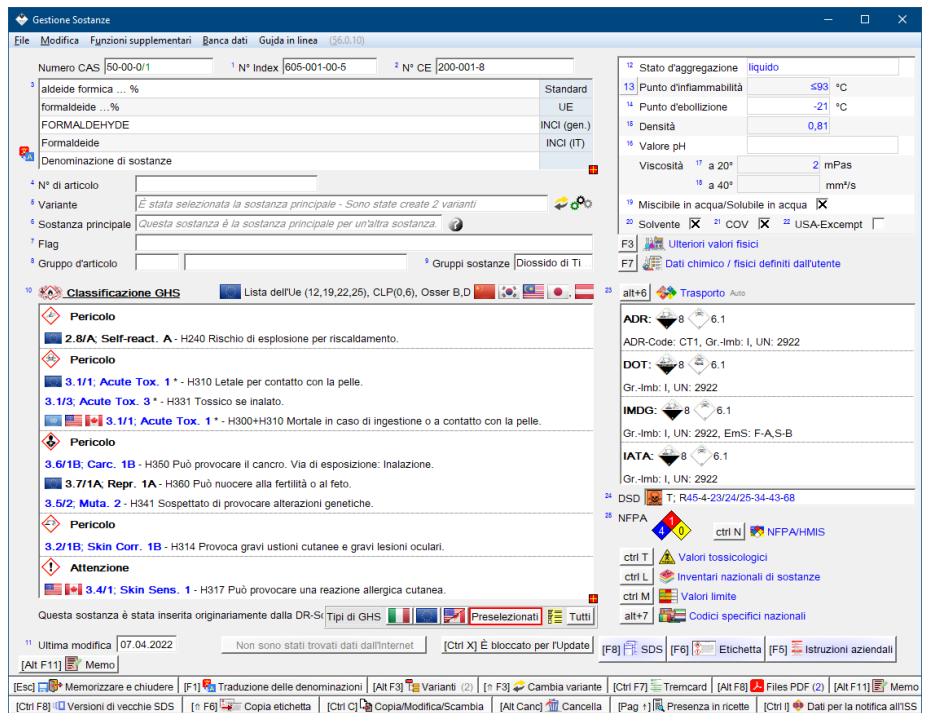 Gestione Sostanze
File Modifica Funzioni supplementari Banca dati Guida in linea (56.0.10)
Numero CAS 50-00-0/1 1 N° Index 605-001-00-5 2 N° CE 200-001-8
3 aldeide formica ... % Standard
formaldeide ...% UE
FORMALDEHYDE INCI (gen.)
Formaldeide INCI (IT)
Denominazione di sostanze
4 N° di articolo
5 Variante È stata selezionata la sostanza principale - Sono state create 2 varianti
6 Sostanza principale Questa sostanza è la sostanza principale per un'altra sostanza.
7 Flag
8 Gruppo d'articolo 9 Gruppi sostanze Diossido di Ti
10 Classificazione GHS Lista dell'Ue (12,19,22,25), CLP(0,6), Osser B,D
Pericolo
2.8/A; Self-react. A - H240 Rischio di esplosione per riscaldamento.
Pericolo
3.1/1; Acute Tox. 1 * - H310 Letale per contatto con la pelle.
3.1/3; Acute Tox. 3 * - H331 Tossico se inalato.
3.1/1; Acute Tox. 1 * - H300+H310 Mortale in caso di ingestione o a contatto con la pelle.
Pericolo
3.6/1B; Carc. 1B - H350 Può provocare il cancro. Via di esposizione: Inalazione.
3.7/1A; Repr. 1A - H360 Può nuocere alla fertilità o al feto.
3.5/2; Muta. 2 - H341 Sospettato di provocare alterazioni genetiche.
Pericolo
3.2/1B; Skin Corr. 1B - H314 Provoca gravi ustioni cutanee e gravi lesioni oculari.
Attenzione
3.4/1; Skin Sens. 1 - H317 Può provocare una reazione allergica cutanea.
Questa sostanza è stata inserita originariamente dalla DR-So Tipi di GHS Preselezionati Tutti
11 Ultima modifica 07.04.2022 Non sono stati trovati dati dall'Internet [Ctrl X] È bloccato per l'Update
[Alt F11] Memo
12 Stato d'aggregazione liquido
13 Punto d'infiammabilità ≤93 °C
14 Punto d'ebollizione -21 °C
15 Densità 0,81
16 Valore pH
Viscosità 17 a 20° 2 mPas
18 a 40° mm²/s
19 Miscibile in acqua/Solubile in acqua X
20 Solvente X 21 COV X 22 USA-Excempt
F3 Ulteriori valori fisici
F7 Dati chimico / fisici definiti dall'utente
23 alt+6 Trasporto Auto
ADR: 8 6.1
ADR-Code: CT1, Gr.-Imb: I, UN: 2922
DOT: 8 6.1
Gr.-Imb: I, UN: 2922
IMDG: 8 6.1
Gr.-Imb: I, UN: 2922, EmS: F-A,S-B
IATA: 8 6.1
Gr.-Imb: I, UN: 2922
24 DSD T; R45-4-23/24/25-34-43-68
25 NFPA 4 1 0 ctrl N NFPA/HMIS
ctrl T Valori tossicologici
ctrl L Inventari nazionali di sostanze
ctrl M Valori limite
alt+7 Codici specifici nazionali
[F8] SDS [F6] Etichette [F5] Istruzioni aziendali
[Esc] Memorizzare e chiudere [F1] Traduzione delle denominazioni [Alt F3] Varianti (2) [⇑ F3] Cambia variante [Ctrl F7] Tremcard [Alt F8] Files PDF (2) [Alt F11] Memo
[Ctrl F8] Versioni di vecchie SDS [⇑ F6] Copia etichetta [Ctrl C] Copia/Modifica/Scambia [Alt Canc] Cancella [Pag ↑] Presenza in ricette [Ctrl I] Dati per la notifica all'ISS